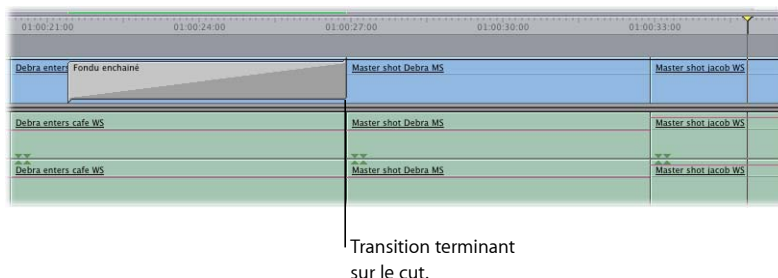 01:00:21:00 01:00:24:00 01:00:27:00 01:00:30:00 01:00:33:00
Debra enters Fondu enchaîné Master shot Debra MS Master shot jacob WS
Debra enters cafe WS Master shot Debra MS Master shot jacob WS
Debra enters cafe WS Master shot Debra MS Master shot jacob WS
Transition terminant
sur le cut.